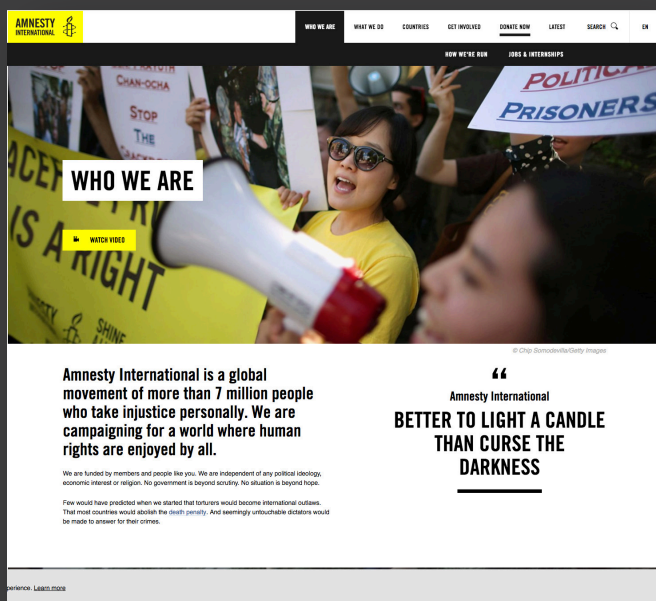 AMNESTY
INTERNATIONAL
WHO WE ARE
WHAT WE DO
COUNTRIES
GET INVOLVED
DONATE NOW
LATEST
SEARCH
EN
HOW WE'RE RUN
JOBS & INTERNSHIPS
CHAN-OCHA
STOP
THE
POLITICAL
PRISONERS
IS A RIGHT
SHINE
WHO WE ARE
WATCH VIDEO
© Chip Somodevilla/Getty Images
Amnesty International is a global
movement of more than 7 million people
who take injustice personally. We are
campaigning for a world where human
rights are enjoyed by all.
We are funded by members and people like you. We are independent of any political ideology,
economic interest or religion. No government is beyond scrutiny. No situation is beyond hope.
Few would have predicted when we started that torturers would become international outlaws.
That most countries would abolish the death penalty. And seemingly untouchable dictators would
be made to answer for their crimes.
“
Amnesty International
BETTER TO LIGHT A CANDLE
THAN CURSE THE
DARKNESS
perience. Learn more